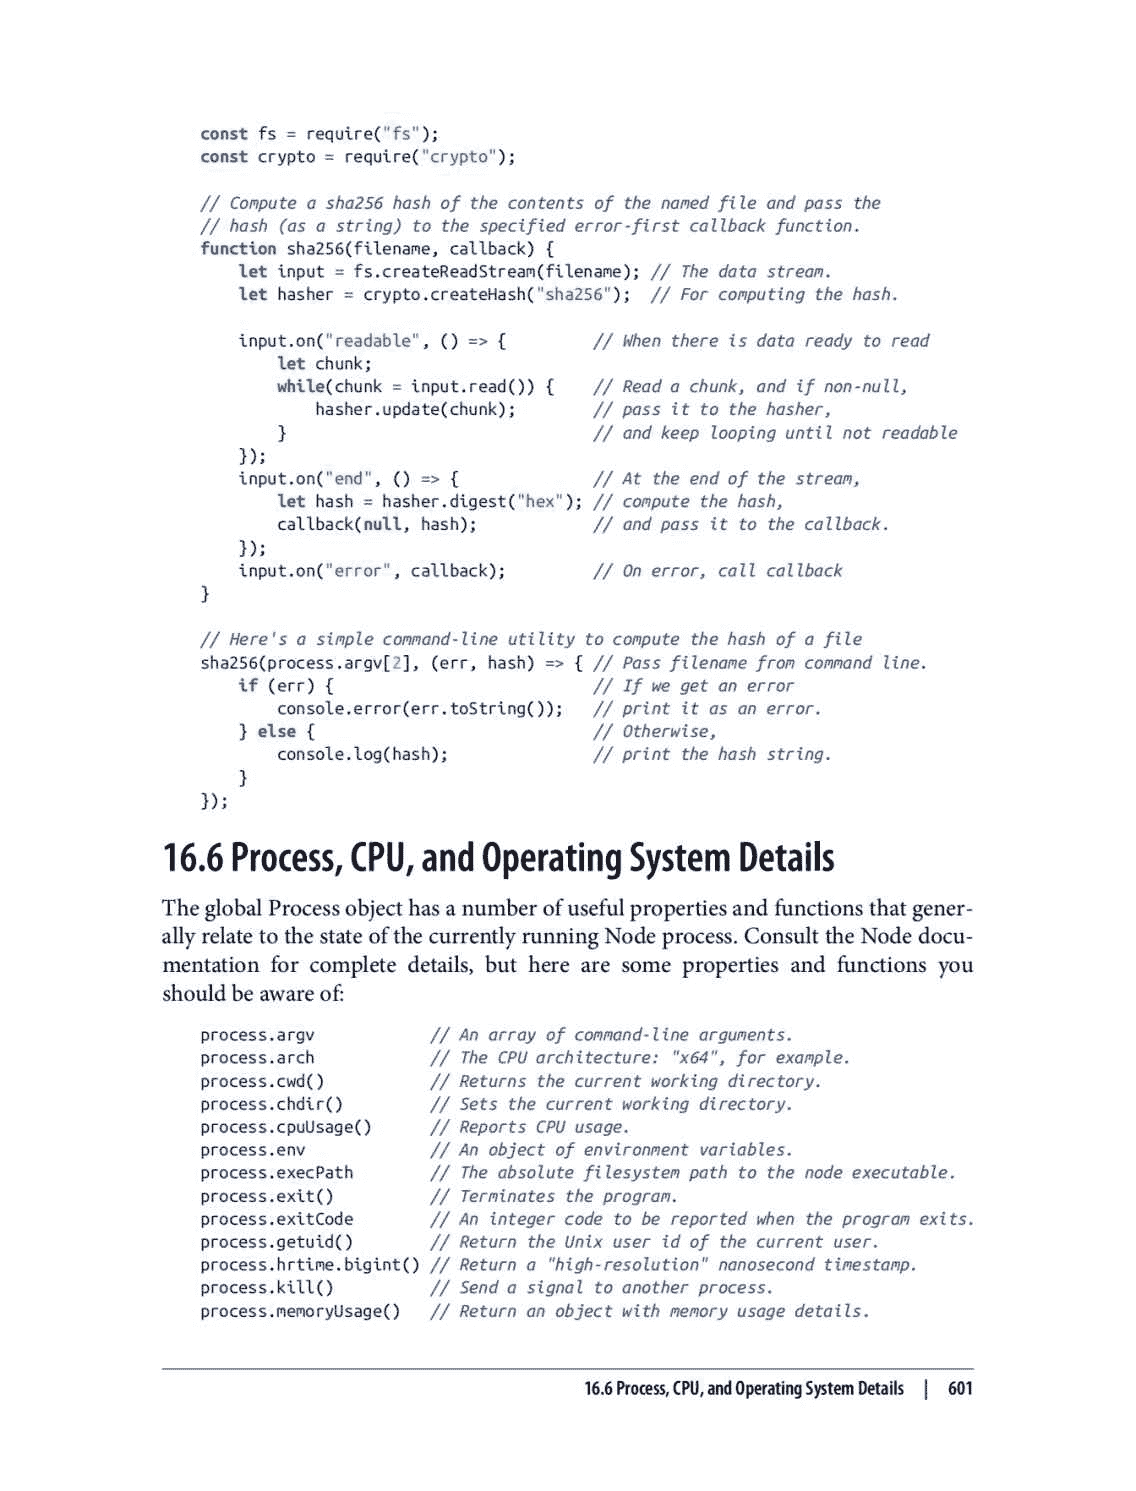 const fs = require("fs");
const crypto = require("crypto");
// Compute a sha256 hash of the contents of the named file and pass the
// hash (as a string) to the specified error-first callback function.
function sha256(filename, callback) {
    let input = fs.createReadStream(filename); // The data stream.
    let hasher = crypto.createHash("sha256");  // For computing the hash.
    input.on("readable", () => {         // When there is data ready to read
        let chunk;
        while(chunk = input.read()) {    // Read a chunk, and if non-null,
            hasher.update(chunk);        // pass it to the hasher,
        }                                // and keep looping until not readable
    });
    input.on("end", () => {              // At the end of the stream,
        let hash = hasher.digest("hex"); // compute the hash,
        callback(null, hash);            // and pass it to the callback.
    });
    input.on("error", callback);         // On error, call callback
}
// Here's a simple command-line utility to compute the hash of a file
sha256(process.argv[2], (err, hash) => { // Pass filename from command line.
    if (err) {                           // If we get an error
        console.error(err.toString());   // print it as an error.
    } else {                             // Otherwise,
        console.log(hash);               // print the hash string.
    }
});
16.6 Process, CPU, and Operating System Details
The global Process object has a number of useful properties and functions that gener-
ally relate to the state of the currently running Node process. Consult the Node docu-
mentation for complete details, but here are some properties and functions you
should be aware of:
process.argv            // An array of command-line arguments.
process.arch            // The CPU architecture: "x64", for example.
process.cwd()           // Returns the current working directory.
process.chdir()         // Sets the current working directory.
process.cpuUsage()      // Reports CPU usage.
process.env             // An object of environment variables.
process.execPath        // The absolute filesystem path to the node executable.
process.exit()          // Terminates the program.
process.exitCode        // An integer code to be reported when the program exits.
process.getuid()        // Return the Unix user id of the current user.
process.hrtime.bigint() // Return a "high-resolution" nanosecond timestamp.
process.kill()          // Send a signal to another process.
process.memoryUsage()   // Return an object with memory usage details.
16.6 Process, CPU, and Operating System Details | 601